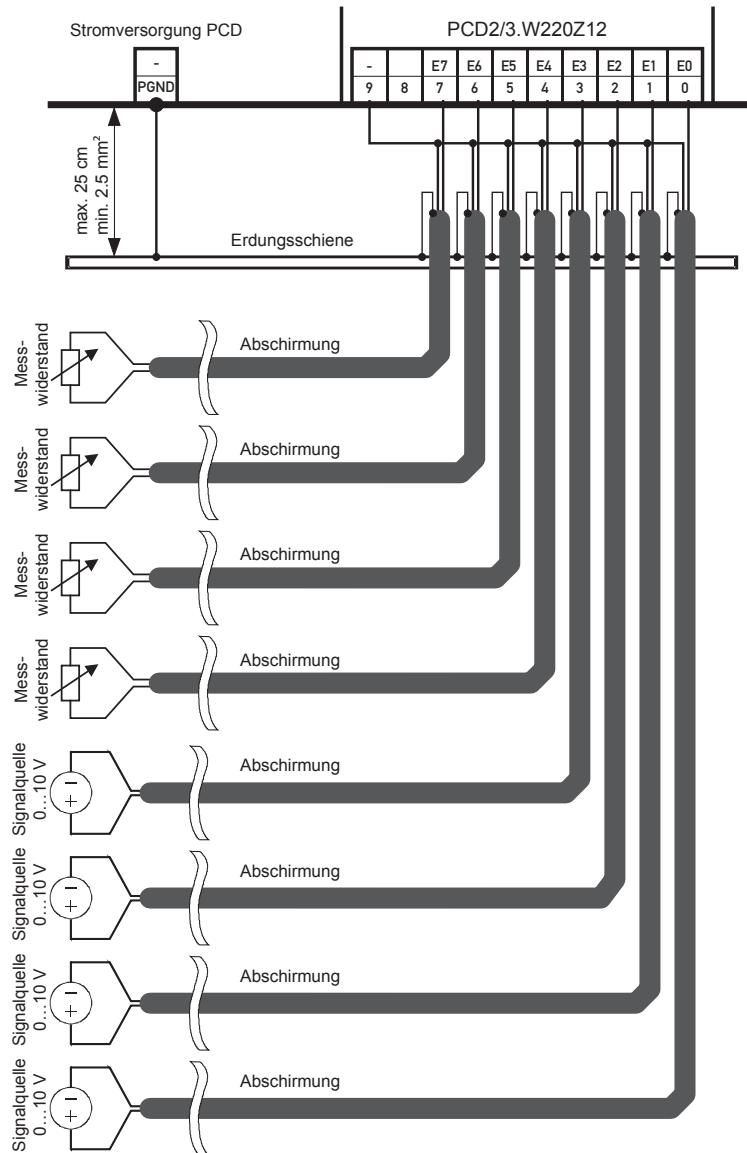 Stromversorgung PCD
PCD2/3.W220Z12
-
PGND
- E7 E6 E5 E4 E3 E2 E1 E0
9 8 7 6 5 4 3 2 1 0
max. 25 cm
min. 2.5 mm²
Erdungsschiene
Mess-
widerstand
Abschirmung
Mess-
widerstand
Abschirmung
Mess-
widerstand
Abschirmung
Mess-
widerstand
Abschirmung
Signalquelle
0...10 V
− +
Abschirmung
Signalquelle
0...10 V
− +
Abschirmung
Signalquelle
0...10 V
− +
Abschirmung
Signalquelle
0...10 V
− +
Abschirmung